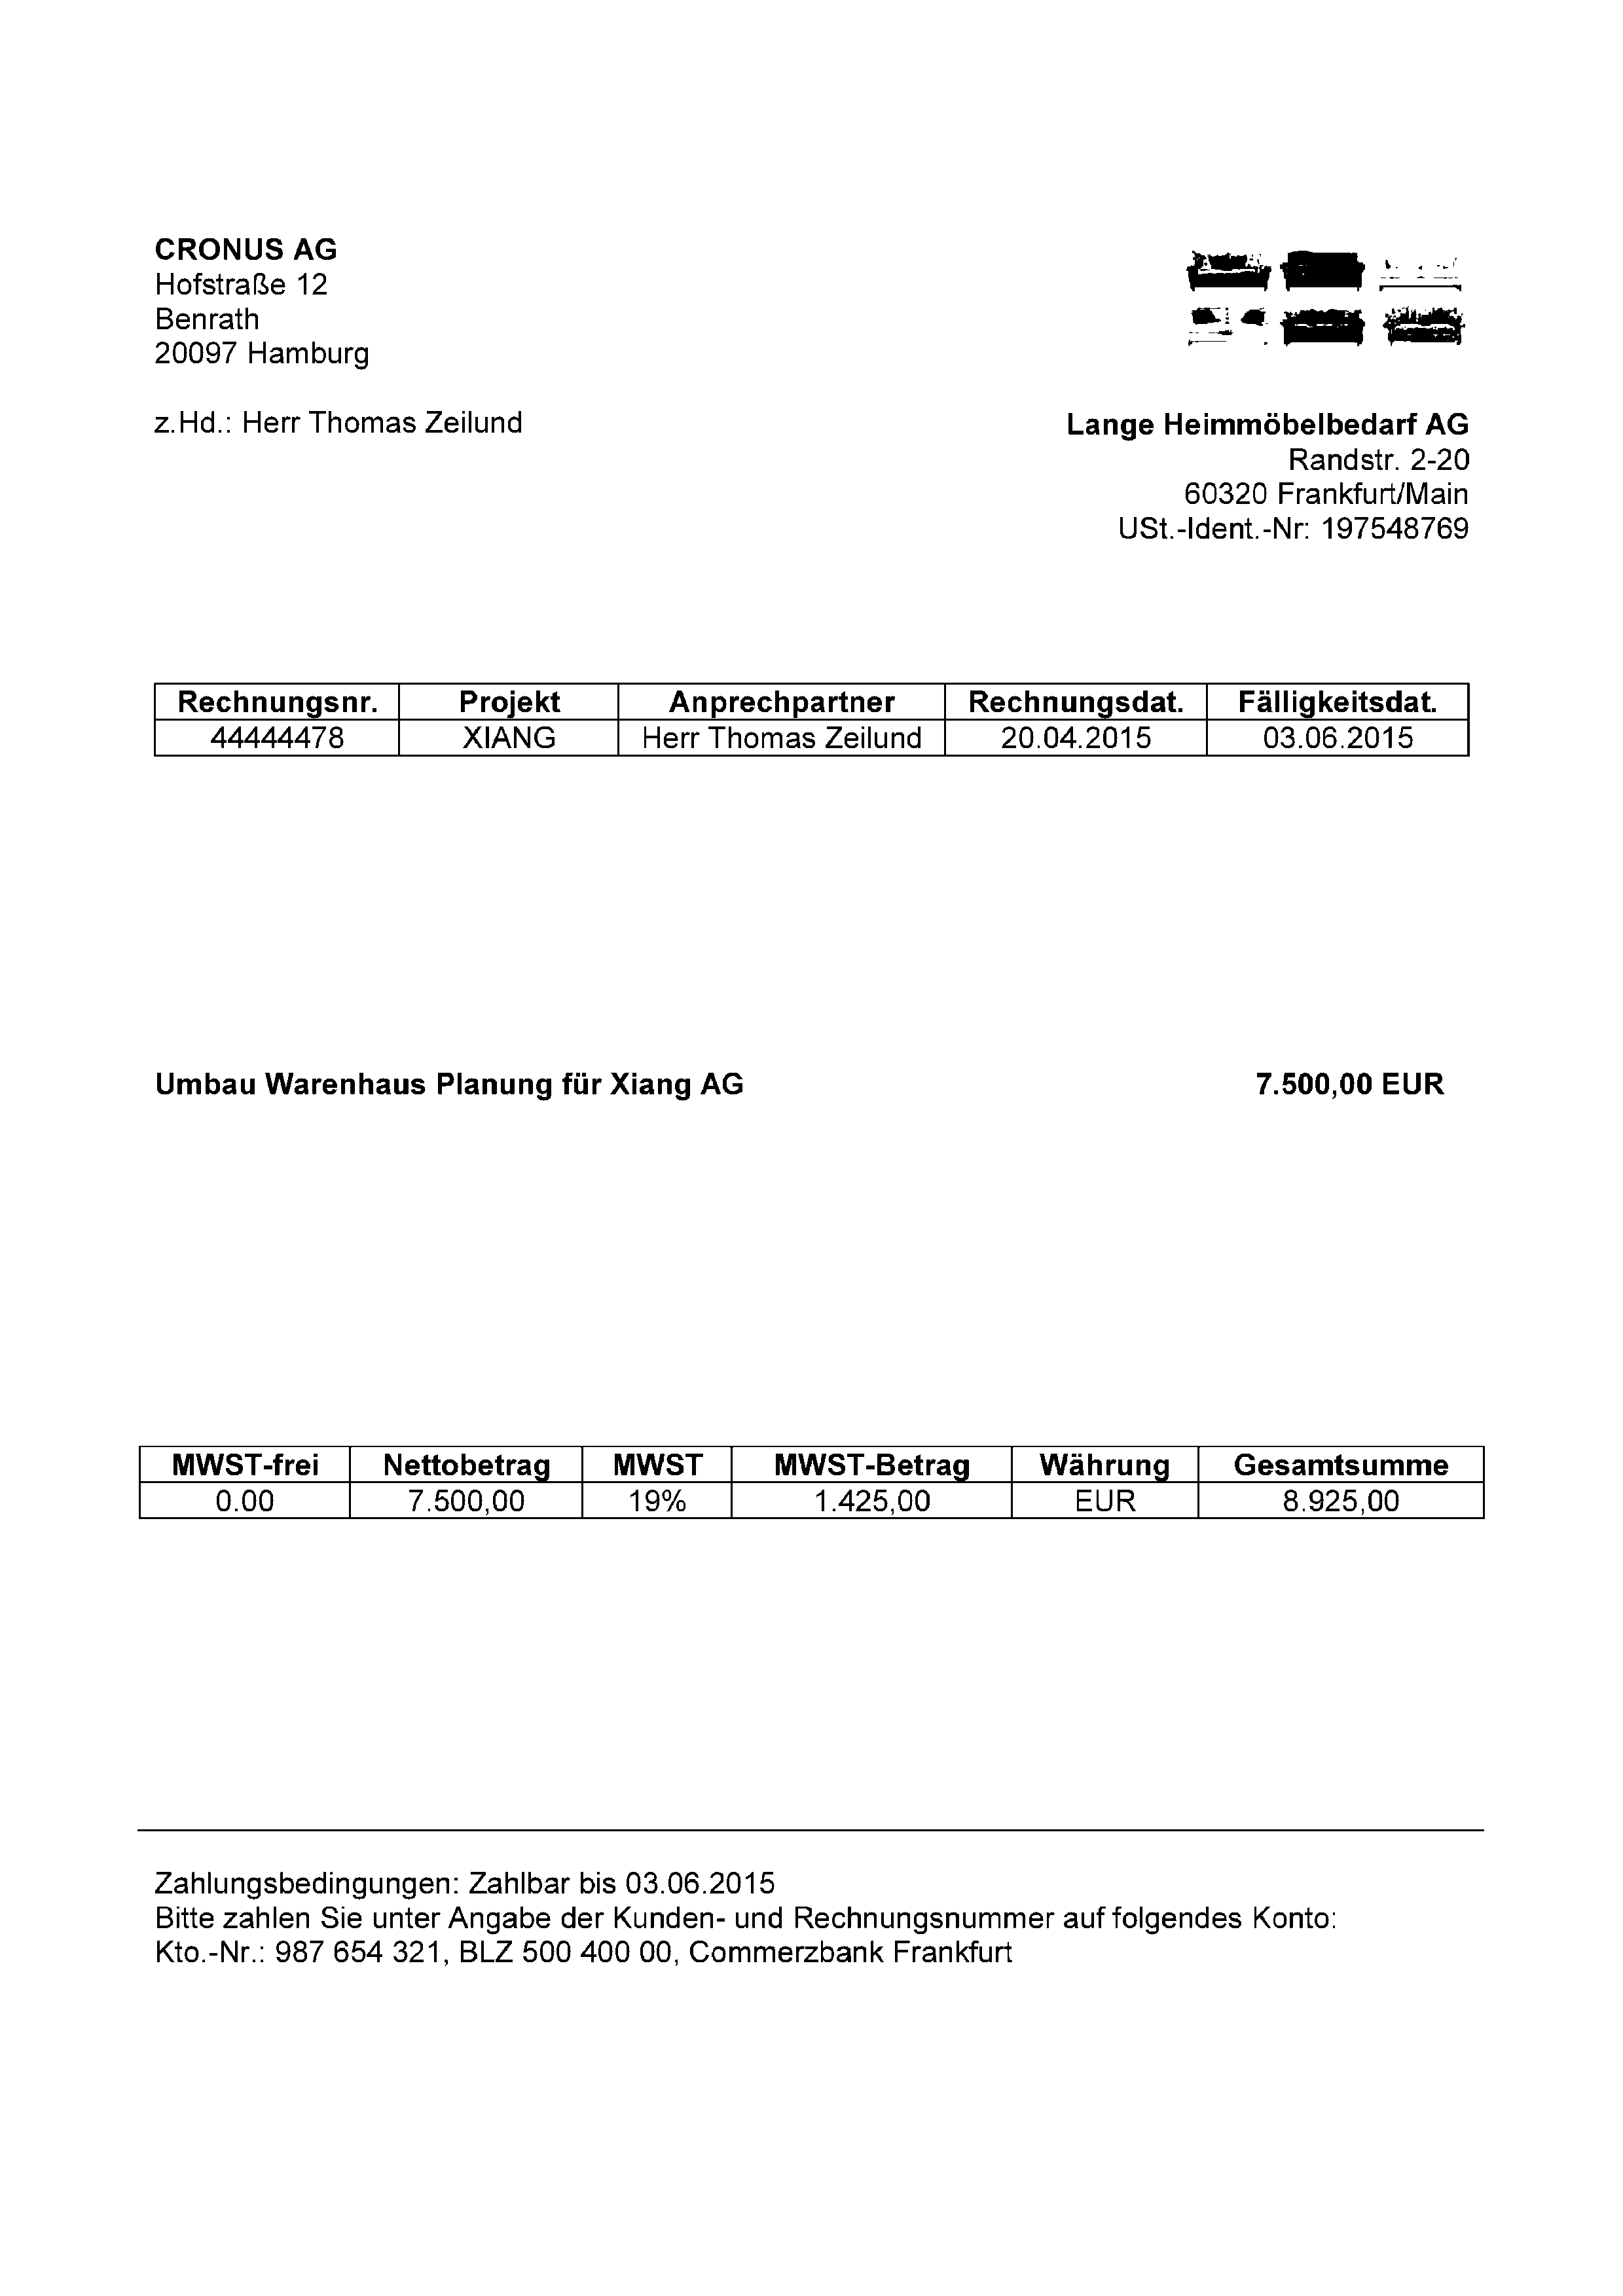 CRONUS AG
Hofstraße 12
Benrath
20097 Hamburg
z.Hd.: Herr Thomas Zeilund
Lange Heimmöbelbedarf AG
Randstr. 2-20
60320 Frankfurt/Main
USt.-Ident.-Nr: 197548769
Rechnungsnr. Projekt Anprechpartner Rechnungsdat. Fälligkeitsdat.
44444478 XIANG Herr Thomas Zeilund 20.04.2015 03.06.2015
Umbau Warenhaus Planung für Xiang AG 7.500,00 EUR
MWST-frei Nettobetrag MWST MWST-Betrag Währung Gesamtsumme
0.00 7.500,00 19% 1.425,00 EUR 8.925,00
Zahlungsbedingungen: Zahlbar bis 03.06.2015
Bitte zahlen Sie unter Angabe der Kunden- und Rechnungsnummer auf folgendes Konto:
Kto.-Nr.: 987 654 321, BLZ 500 400 00, Commerzbank Frankfurt